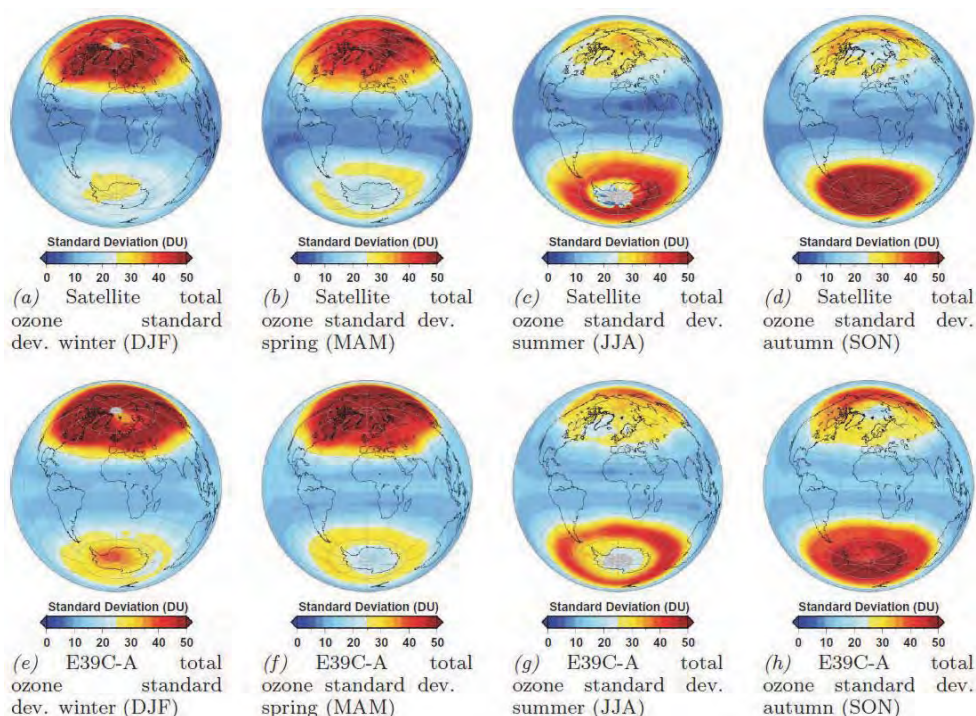 Standard Deviation (DU)
0 10 20 30 40 50
(a) Satellite total
ozone standard
dev. winter (DJF)
Standard Deviation (DU)
0 10 20 30 40 50
(b) Satellite total
ozone standard dev.
spring (MAM)
Standard Deviation (DU)
0 10 20 30 40 50
(c) Satellite total
ozone standard dev.
summer (JJA)
Standard Deviation (DU)
0 10 20 30 40 50
(d) Satellite total
ozone standard dev.
autumn (SON)
Standard Deviation (DU)
0 10 20 30 40 50
(e) E39C-A total
ozone standard
dev. winter (DJF)
Standard Deviation (DU)
0 10 20 30 40 50
(f) E39C-A total
ozone standard dev.
spring (MAM)
Standard Deviation (DU)
0 10 20 30 40 50
(g) E39C-A total
ozone standard dev.
summer (JJA)
Standard Deviation (DU)
0 10 20 30 40 50
(h) E39C-A total
ozone standard dev.
autumn (SON)